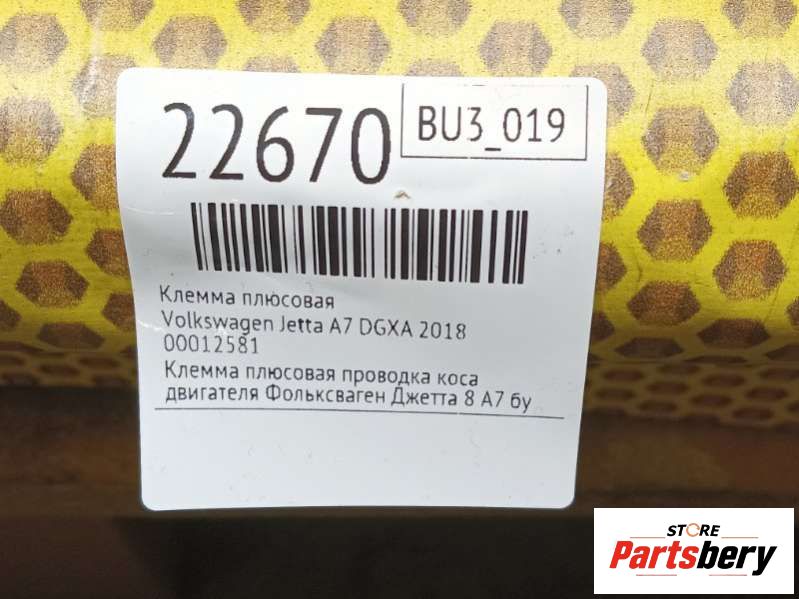 22670
BU3_019
Клемма плюсовая
Volkswagen Jetta A7 DGXA 2018
00012581
Клемма плюсовая проводка коса
двигателя Фольксваген Джетта 8 А7 бу
STORE
Partsbery